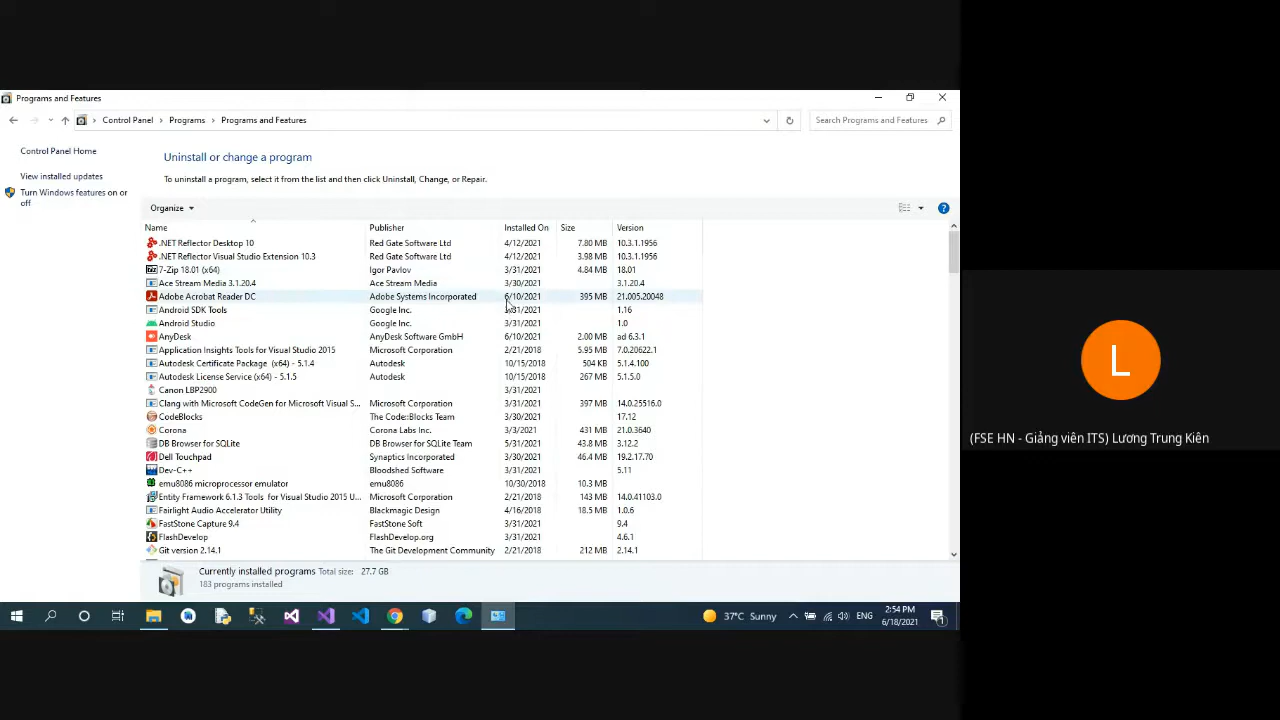 Programs and Features
Control Panel > Programs > Programs and Features
Search Programs and Features
Control Panel Home
View installed updates
Turn Windows features on or
off
Uninstall or change a program
To uninstall a program, select it from the list and then click Uninstall, Change, or Repair.
Organize
Name Publisher Installed On Size Version
.NET Reflector Desktop 10 Red Gate Software Ltd 4/12/2021 7.80 MB 10.3.1.1956
.NET Reflector Visual Studio Extension 10.3 Red Gate Software Ltd 4/12/2021 3.98 MB 10.3.1.1956
7-Zip 18.01 (x64) Igor Pavlov 3/31/2021 4.84 MB 18.01
Ace Stream Media 3.1.20.4 Ace Stream Media 3/30/2021 3.1.20.4
Adobe Acrobat Reader DC Adobe Systems Incorporated 6/10/2021 395 MB 21.005.20048
Android SDK Tools Google Inc. 3/31/2021 1.16
Android Studio Google Inc. 3/31/2021 1.0
AnyDesk AnyDesk Software GmbH 6/10/2021 2.00 MB ad 6.3.1
Application Insights Tools for Visual Studio 2015 Microsoft Corporation 2/21/2018 5.95 MB 7.0.20622.1
Autodesk Certificate Package (x64) - 5.1.4 Autodesk 10/15/2018 504 KB 5.1.4.100
Autodesk License Service (x64) - 5.1.5 Autodesk 10/15/2018 267 MB 5.1.5.0
Canon LBP2900 3/31/2021
Clang with Microsoft CodeGen for Microsoft Visual S... Microsoft Corporation 3/31/2021 397 MB 14.0.25516.0
CodeBlocks The Code::Blocks Team 3/30/2021 17.12
Corona Corona Labs Inc. 3/3/2021 431 MB 21.0.3640
DB Browser for SQLite DB Browser for SQLite Team 5/31/2021 43.8 MB 3.12.2
Dell Touchpad Synaptics Incorporated 3/30/2021 46.4 MB 19.2.17.70
Dev-C++ Bloodshed Software 3/31/2021 5.11
emu8086 microprocessor emulator emu8086 10/30/2018 10.3 MB
Entity Framework 6.1.3 Tools for Visual Studio 2015 U... Microsoft Corporation 2/21/2018 143 MB 14.0.41103.0
Fairlight Audio Accelerator Utility Blackmagic Design 4/16/2018 18.5 MB 1.0.6
FastStone Capture 9.4 FastStone Soft 3/31/2021 9.4
FlashDevelop FlashDevelop.org 3/31/2021 4.6.1
Git version 2.14.1 The Git Development Community 2/21/2018 212 MB 2.14.1
Currently installed programs Total size: 27.7 GB
183 programs installed
37°C Sunny
ENG
2:54 PM
6/18/2021
1
L
(FSE HN - Giảng viên ITS) Lương Trung Kiên